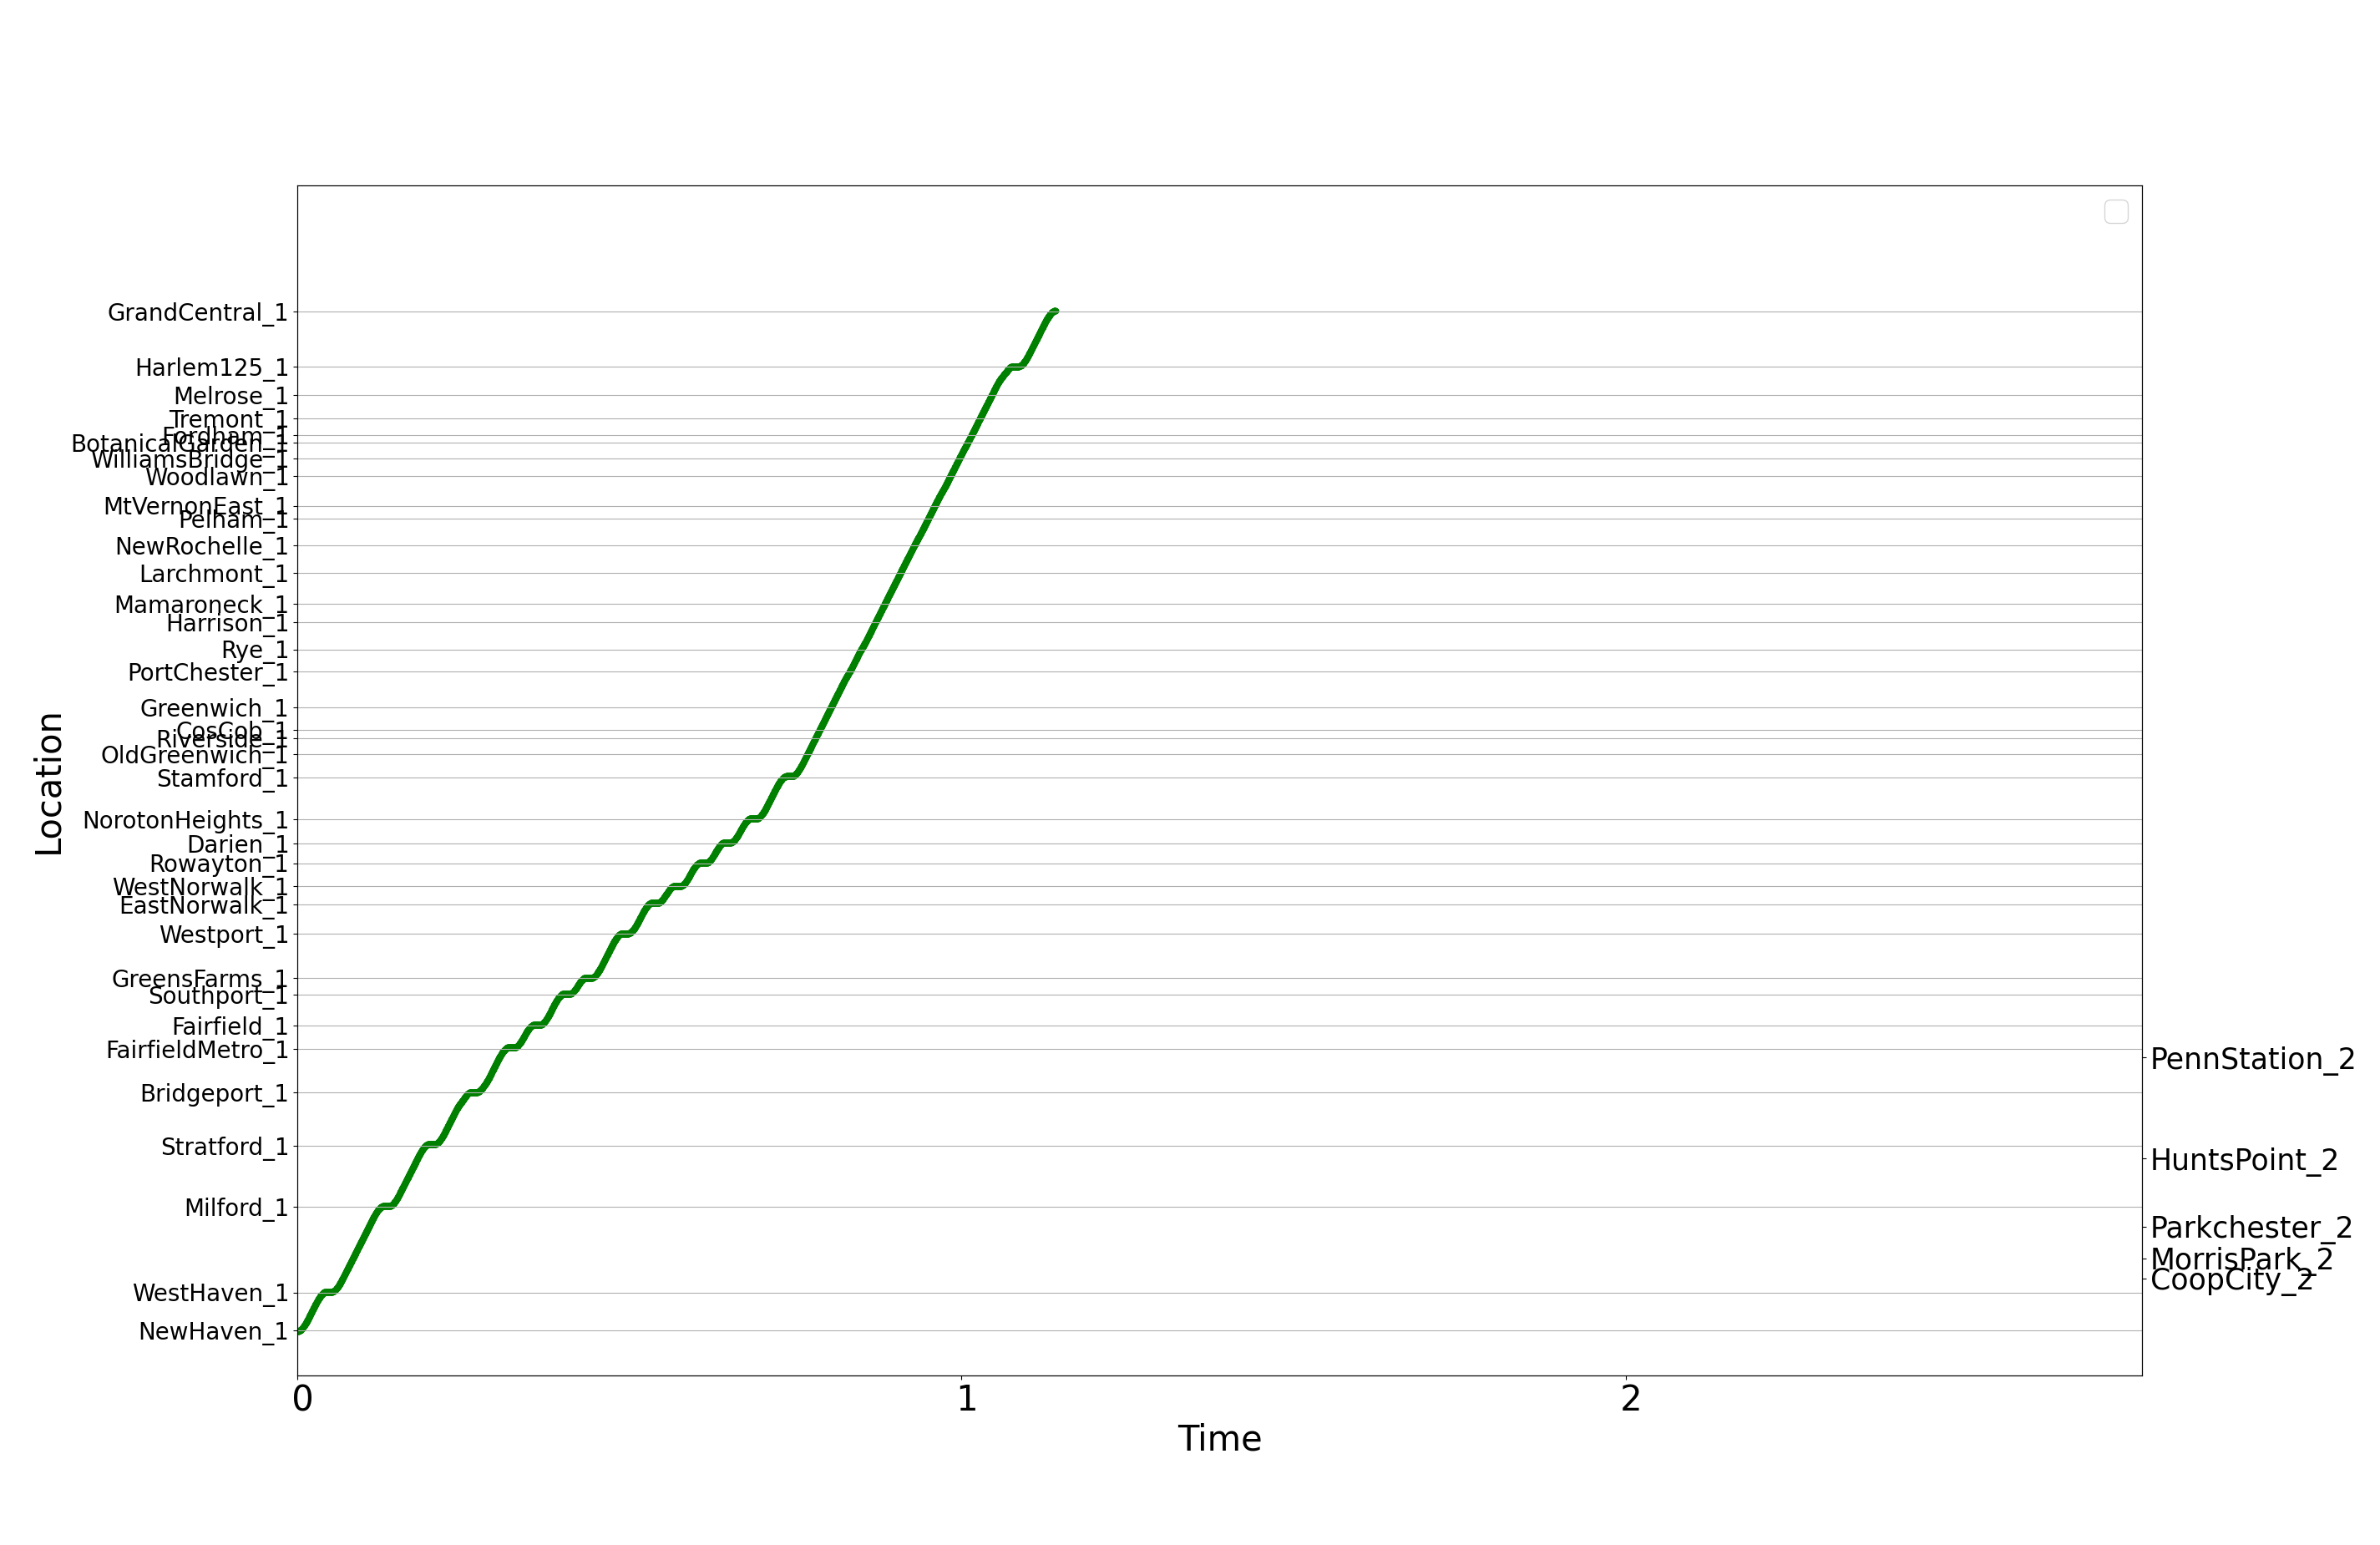 GrandCentral_1
Harlem125_1
Melrose_1
Tremont_1
Fordham_1
BotanicalGarden_1
WilliamsBridge_1
Woodlawn_1
MtVernonEast_1
Pelham_1
NewRochelle_1
Larchmont_1
Mamaroneck_1
Harrison_1
Rye_1
PortChester_1
Greenwich_1
CosCob_1
Riverside_1
OldGreenwich_1
Stamford_1
NorotonHeights_1
Darien_1
Rowayton_1
WestNorwalk_1
EastNorwalk_1
Westport_1
GreensFarms_1
Southport_1
Fairfield_1
FairfieldMetro_1
Bridgeport_1
Stratford_1
Milford_1
WestHaven_1
NewHaven_1
Location
PennStation_2
HuntsPoint_2
Parkchester_2
MorrisPark_2
CoopCity_2
0 1 2
Time